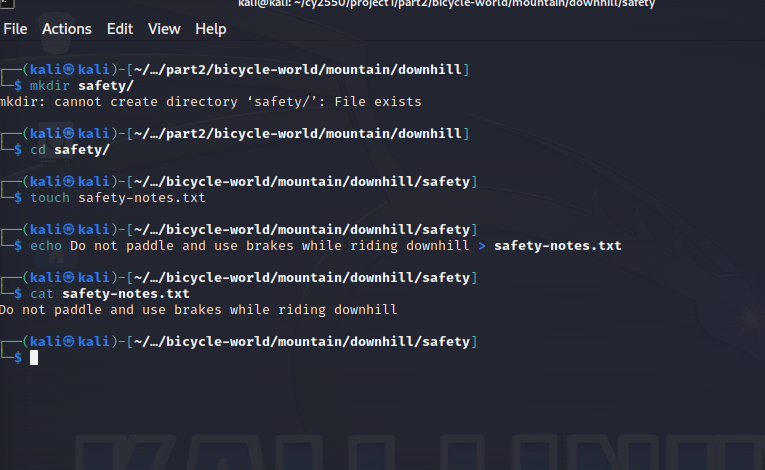 kali@kali: ~/cy2550/project1/part2/bicycle-world/mountain/downhill/safety
File Actions Edit View Help
┌──(kali㉿kali)-[~/…/part2/bicycle-world/mountain/downhill]
└─$ mkdir safety/
mkdir: cannot create directory ‘safety/’: File exists
┌──(kali㉿kali)-[~/…/part2/bicycle-world/mountain/downhill]
└─$ cd safety/
┌──(kali㉿kali)-[~/…/bicycle-world/mountain/downhill/safety]
└─$ touch safety-notes.txt
┌──(kali㉿kali)-[~/…/bicycle-world/mountain/downhill/safety]
└─$ echo Do not paddle and use brakes while riding downhill > safety-notes.txt
┌──(kali㉿kali)-[~/…/bicycle-world/mountain/downhill/safety]
└─$ cat safety-notes.txt
Do not paddle and use brakes while riding downhill
┌──(kali㉿kali)-[~/…/bicycle-world/mountain/downhill/safety]
└─$